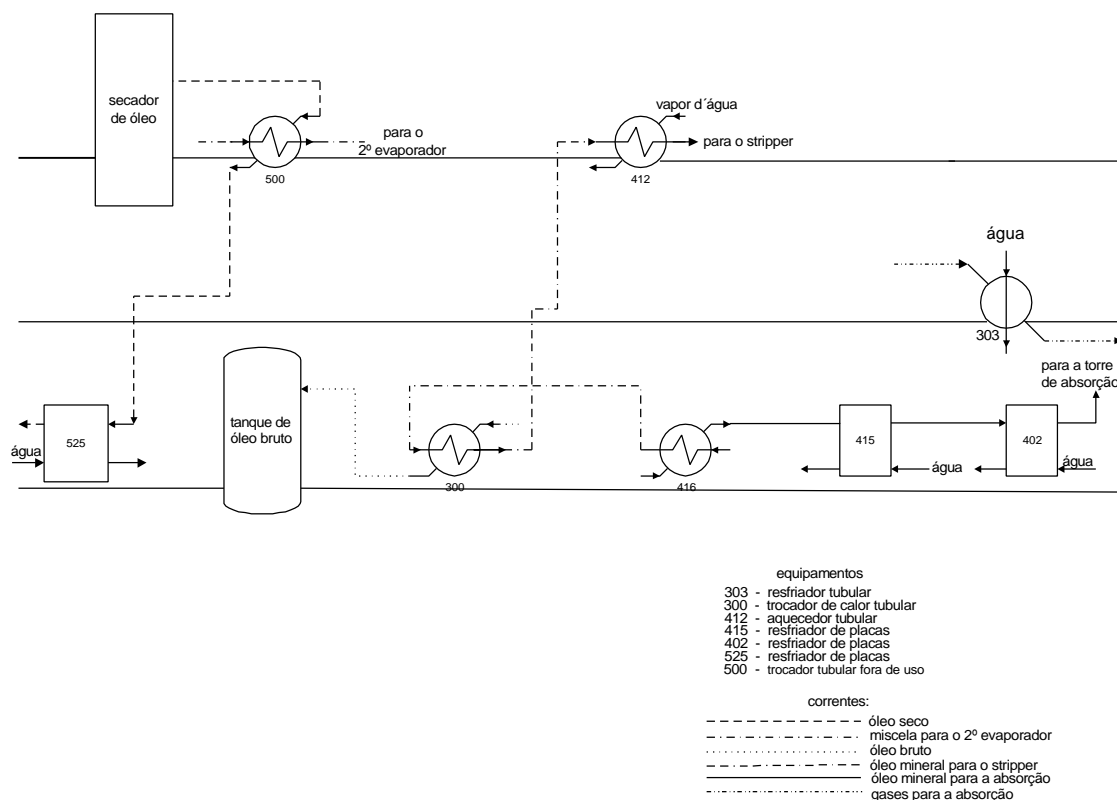 secador
de óleo
500
para o
2º evaporador
vapor d´água
para o stripper
412
água
303
para a torre
de absorção
525
água
tanque de
óleo bruto
300
416
415
água
402
água
equipamentos
303 - resfriador tubular
300 - trocador de calor tubular
412 - aquecedor tubular
415 - resfriador de placas
402 - resfriador de placas
525 - resfriador de placas
500 - trocador tubular fora de uso
correntes:
óleo seco
miscela para o 2º evaporador
óleo bruto
óleo mineral para o stripper
óleo mineral para a absorção
gases para a absorção